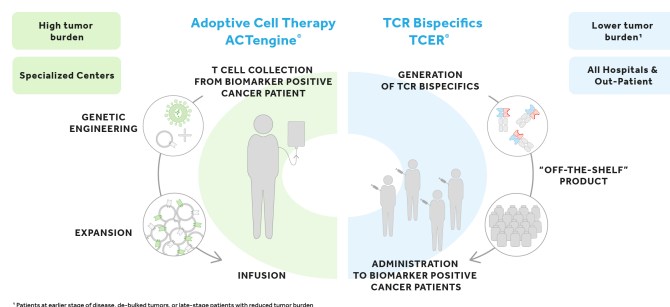 High tumor
burden
Specialized Centers
Adoptive Cell Therapy
ACTengine®
TCR Bispecifics
TCER®
Lower tumor
burden¹
All Hospitals &
Out-Patient
T CELL COLLECTION
FROM BIOMARKER POSITIVE
CANCER PATIENT
GENETIC
ENGINEERING
EXPANSION
INFUSION
GENERATION
OF TCR BISPECIFICS
“OFF-THE-SHELF”
PRODUCT
ADMINISTRATION
TO BIOMARKER POSITIVE
CANCER PATIENTS
¹ Patients at earlier stage of disease, de-bulked tumors, or late-stage patients with reduced tumor burden